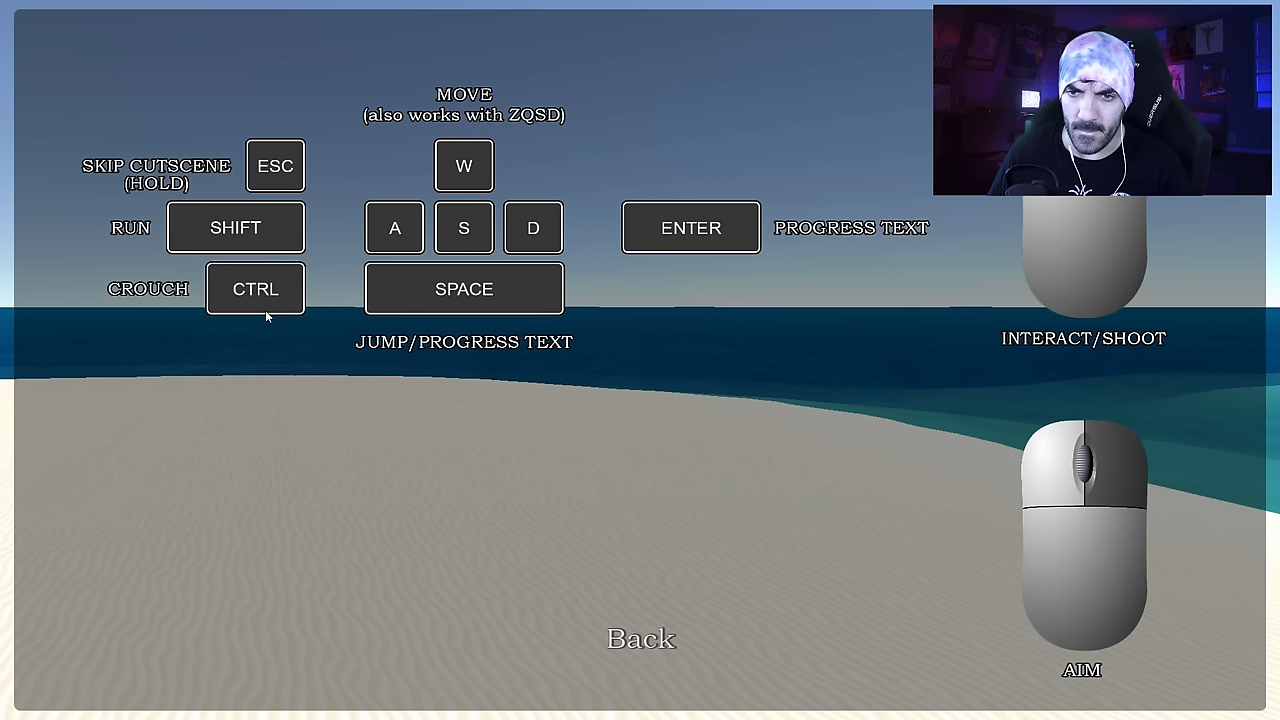 MOVE
(also works with ZQSD)
SKIP CUTSCENE
(HOLD)
ESC
W
RUN
SHIFT
A
S
D
ENTER
PROGRESS TEXT
CROUCH
CTRL
SPACE
JUMP/PROGRESS TEXT
INTERACT/SHOOT
Back
AIM